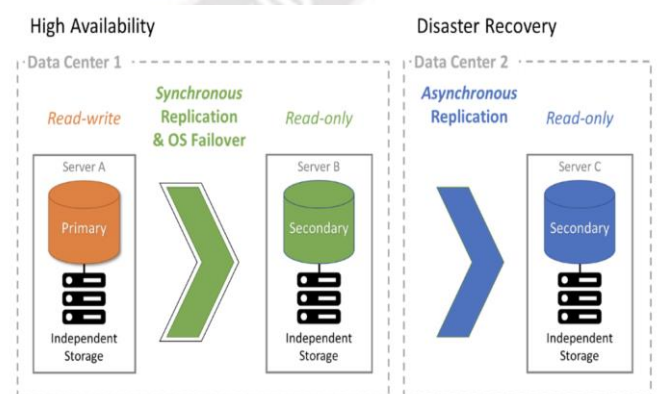 High Availability
Disaster Recovery
Data Center 1
Data Center 2
Read-write
Synchronous
Replication
& OS Failover
Read-only
Asynchronous
Replication
Read-only
Server A
Server B
Server C
Primary
Secondary
Secondary
Independent
Storage
Independent
Storage
Independent
Storage